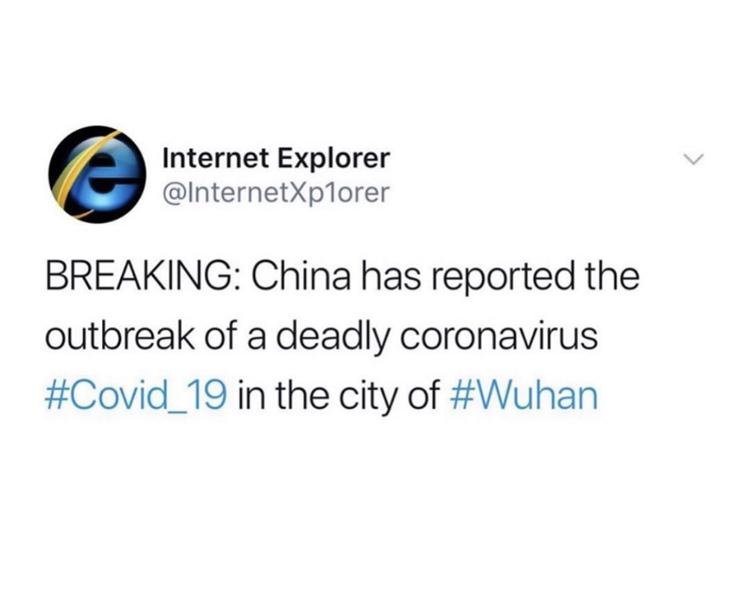 Internet Explorer
@InternetXp1orer
BREAKING: China has reported the
outbreak of a deadly coronavirus
#Covid_19 in the city of #Wuhan